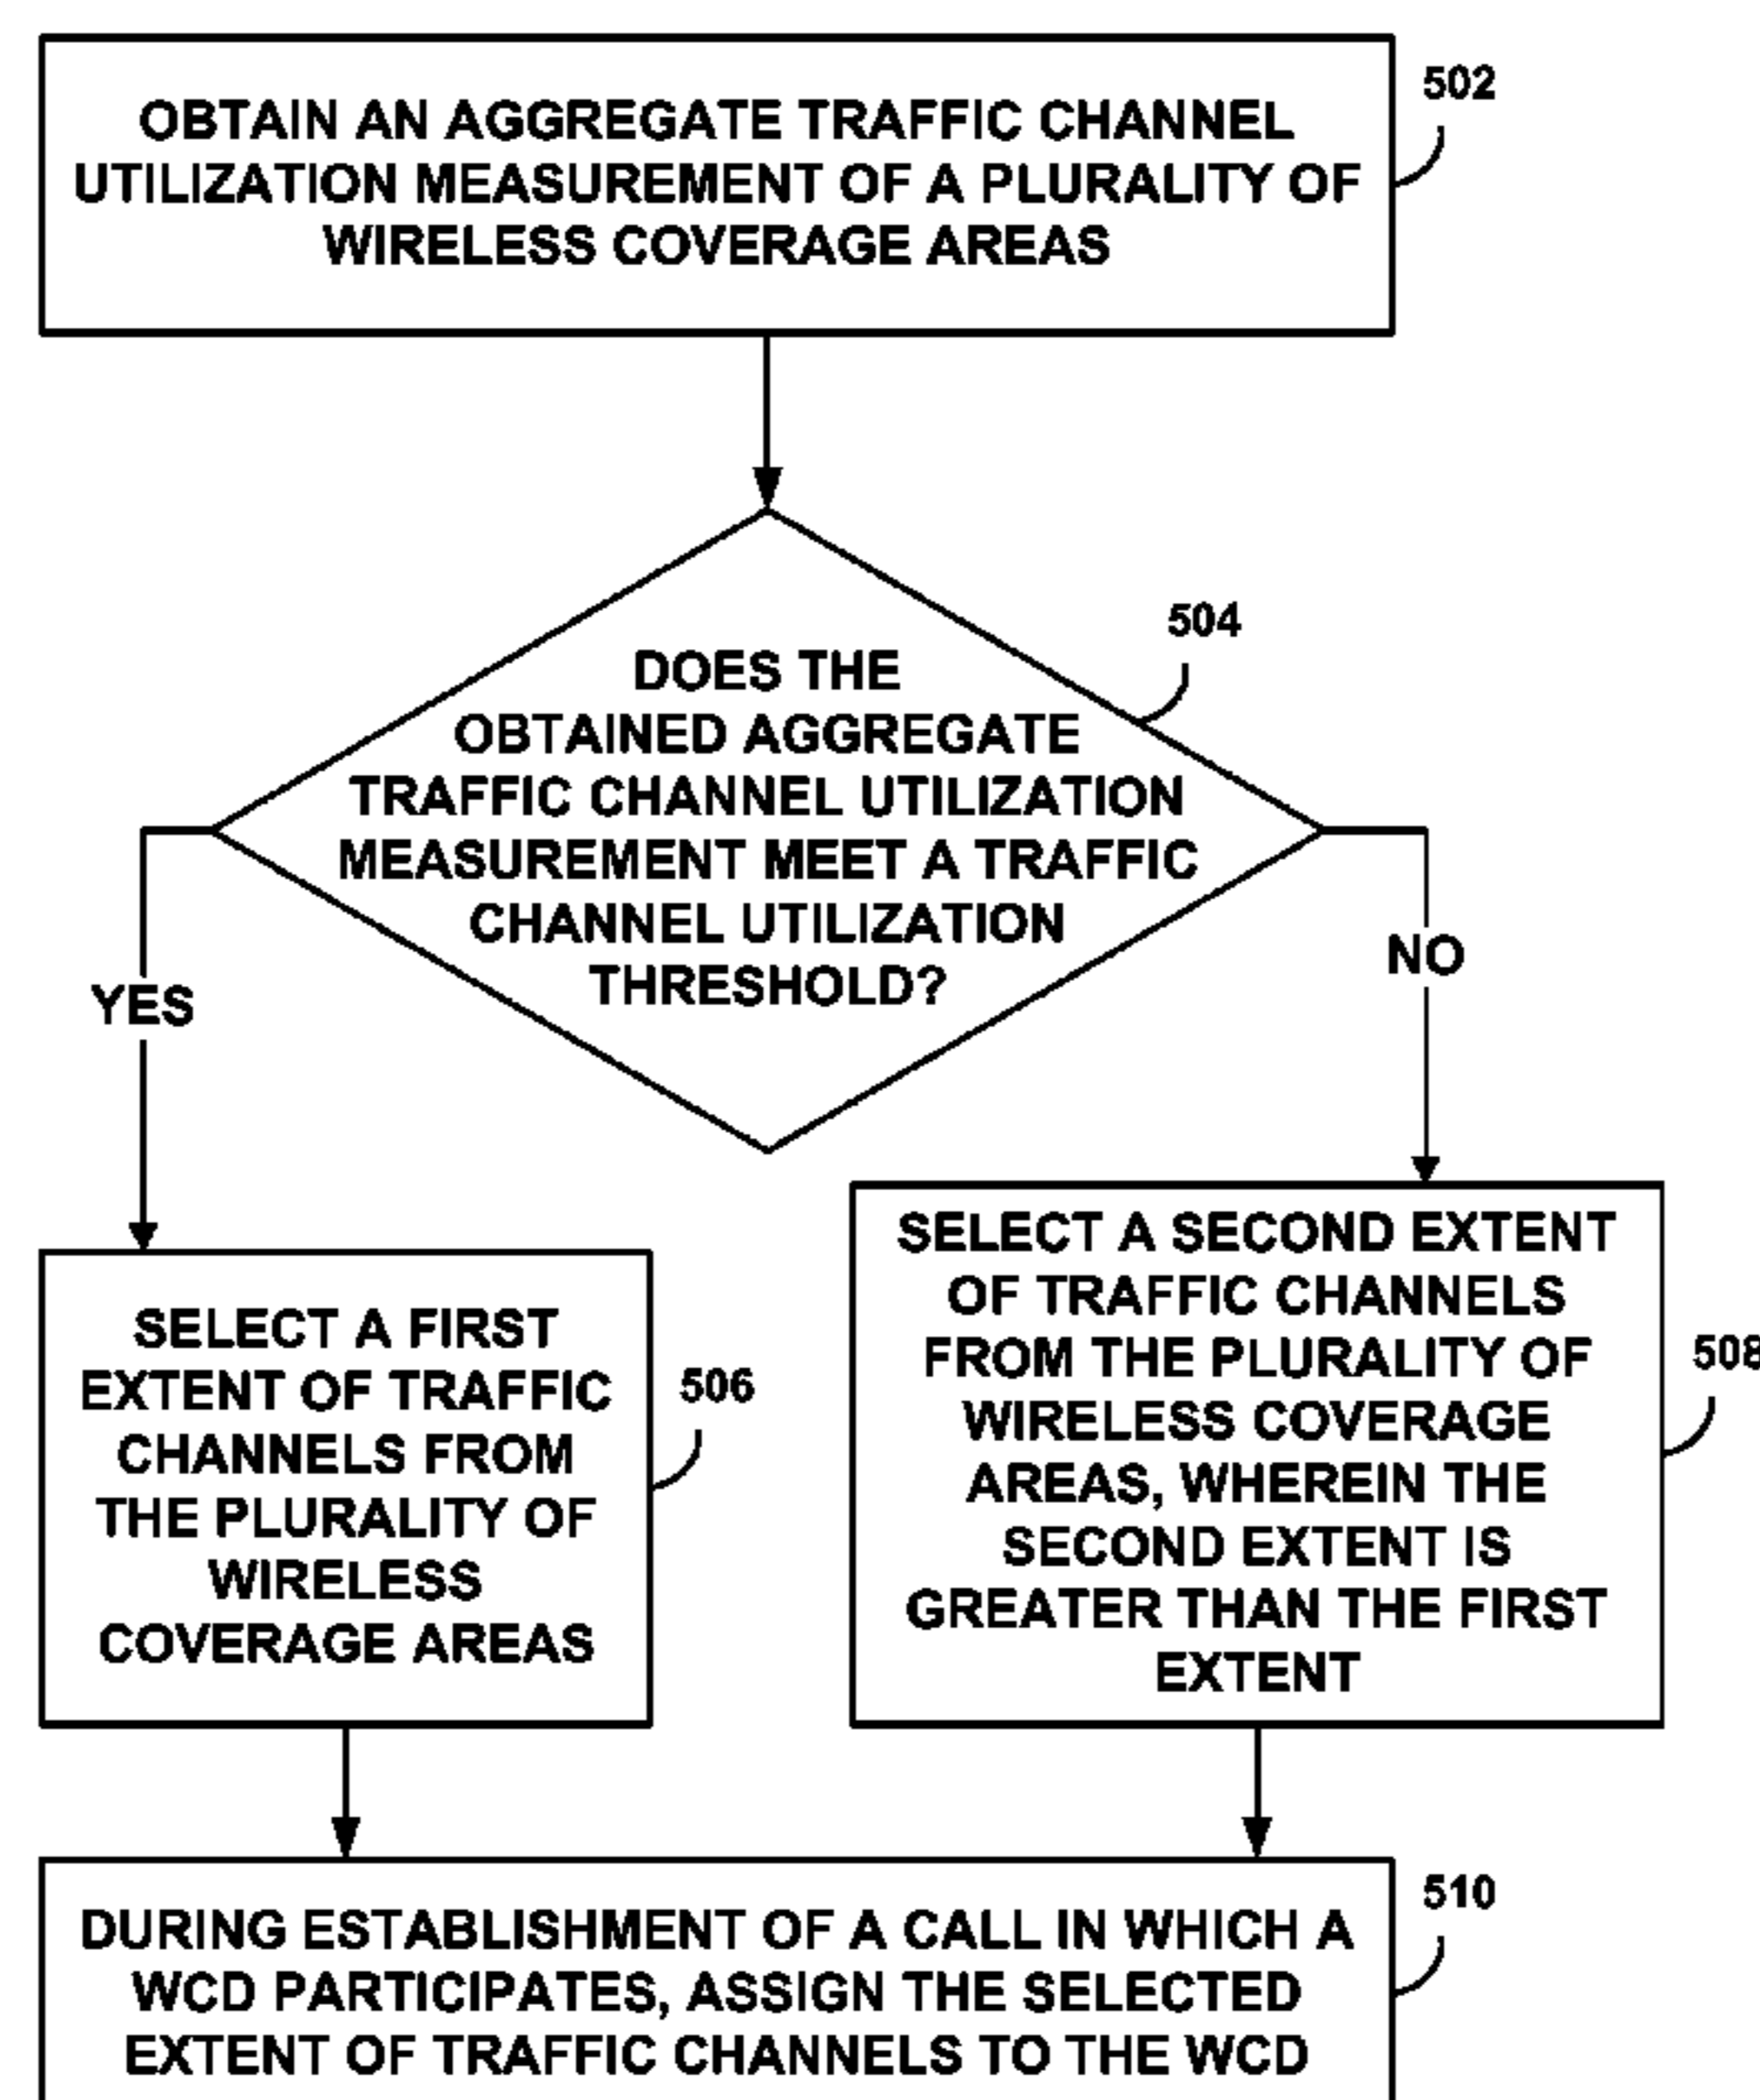 OBTAIN AN AGGREGATE TRAFFIC CHANNEL
UTILIZATION MEASUREMENT OF A PLURALITY OF
WIRELESS COVERAGE AREAS
502
DOES THE
OBTAINED AGGREGATE
TRAFFIC CHANNEL UTILIZATION
MEASUREMENT MEET A TRAFFIC
CHANNEL UTILIZATION
THRESHOLD?
504
YES
NO
SELECT A FIRST
EXTENT OF TRAFFIC
CHANNELS FROM
THE PLURALITY OF
WIRELESS
COVERAGE AREAS
506
SELECT A SECOND EXTENT
OF TRAFFIC CHANNELS
FROM THE PLURALITY OF
WIRELESS COVERAGE
AREAS, WHEREIN THE
SECOND EXTENT IS
GREATER THAN THE FIRST
EXTENT
508
DURING ESTABLISHMENT OF A CALL IN WHICH A
WCD PARTICIPATES, ASSIGN THE SELECTED
EXTENT OF TRAFFIC CHANNELS TO THE WCD
510